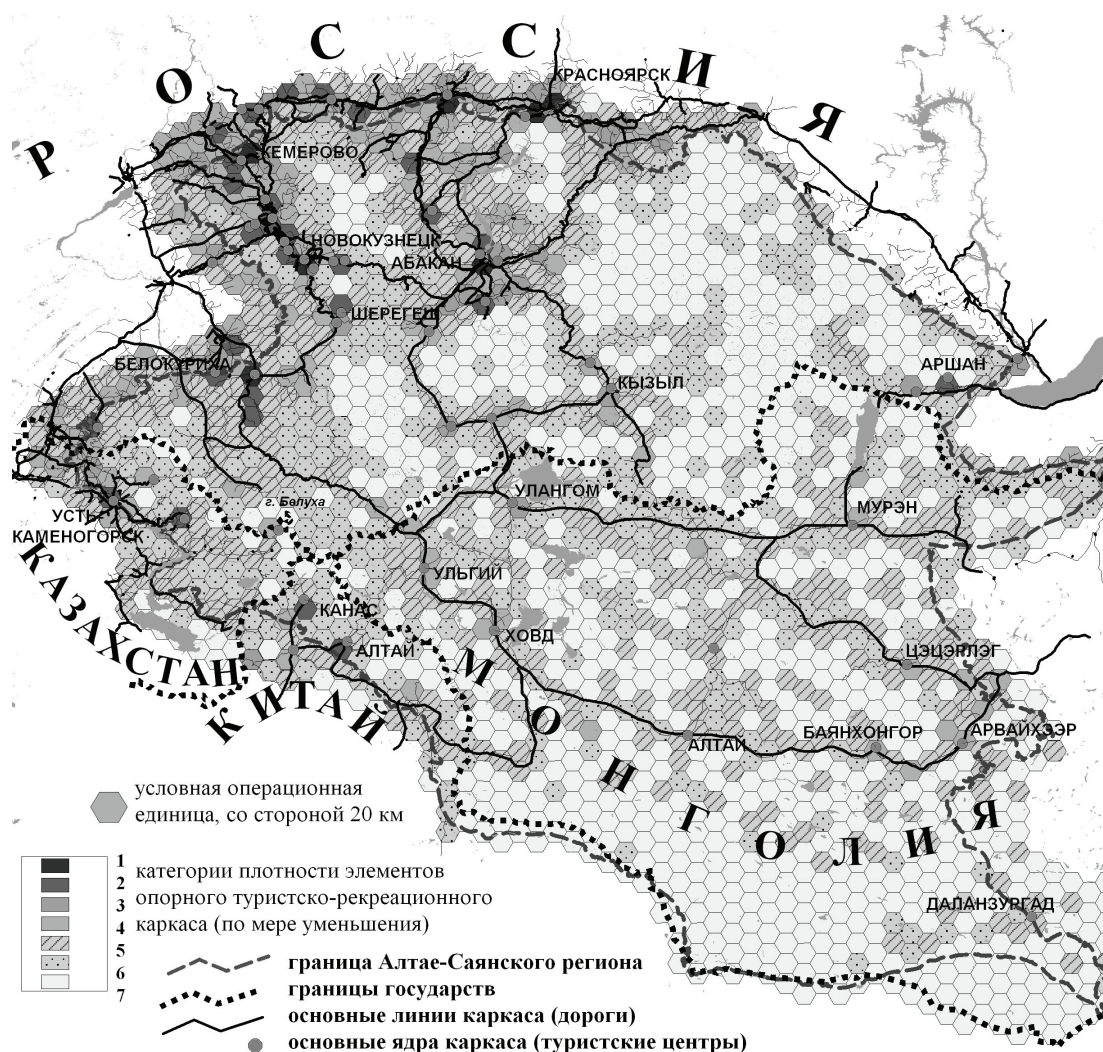 РОССИЯ
КРАСНОЯРСК
КЕМЕРОВО
НОВОКУЗНЕЦК
АБАКАН
ШЕРЕГЕШ
БЕЛОКУРИХА
АРШАН
КЫЗЫЛ
УЛАНГОМ
г. Белуха
МУРЭН
УСТЬ
КАМЕНОГОРСК
УЛЬГИЙ
КАНАС
ХОВД
КАЗАХСТАН
АЛТАЙ
ЦЭЦЭРЛЭГ
КИТАЙ
МОНГОЛИЯ
АЛТАЙ
БАЯНХОНГОР
АРВАЙХЭЭР
ДАЛАНЗУРГАД
условная операционная
единица, со стороной 20 км
1
2
3
4
5
6
7
категории плотности элементов
опорного туристско-рекреационного
каркаса (по мере уменьшения)
граница Алтае-Саянского региона
границы государств
основные линии каркаса (дороги)
основные ядра каркаса (туристские центры)